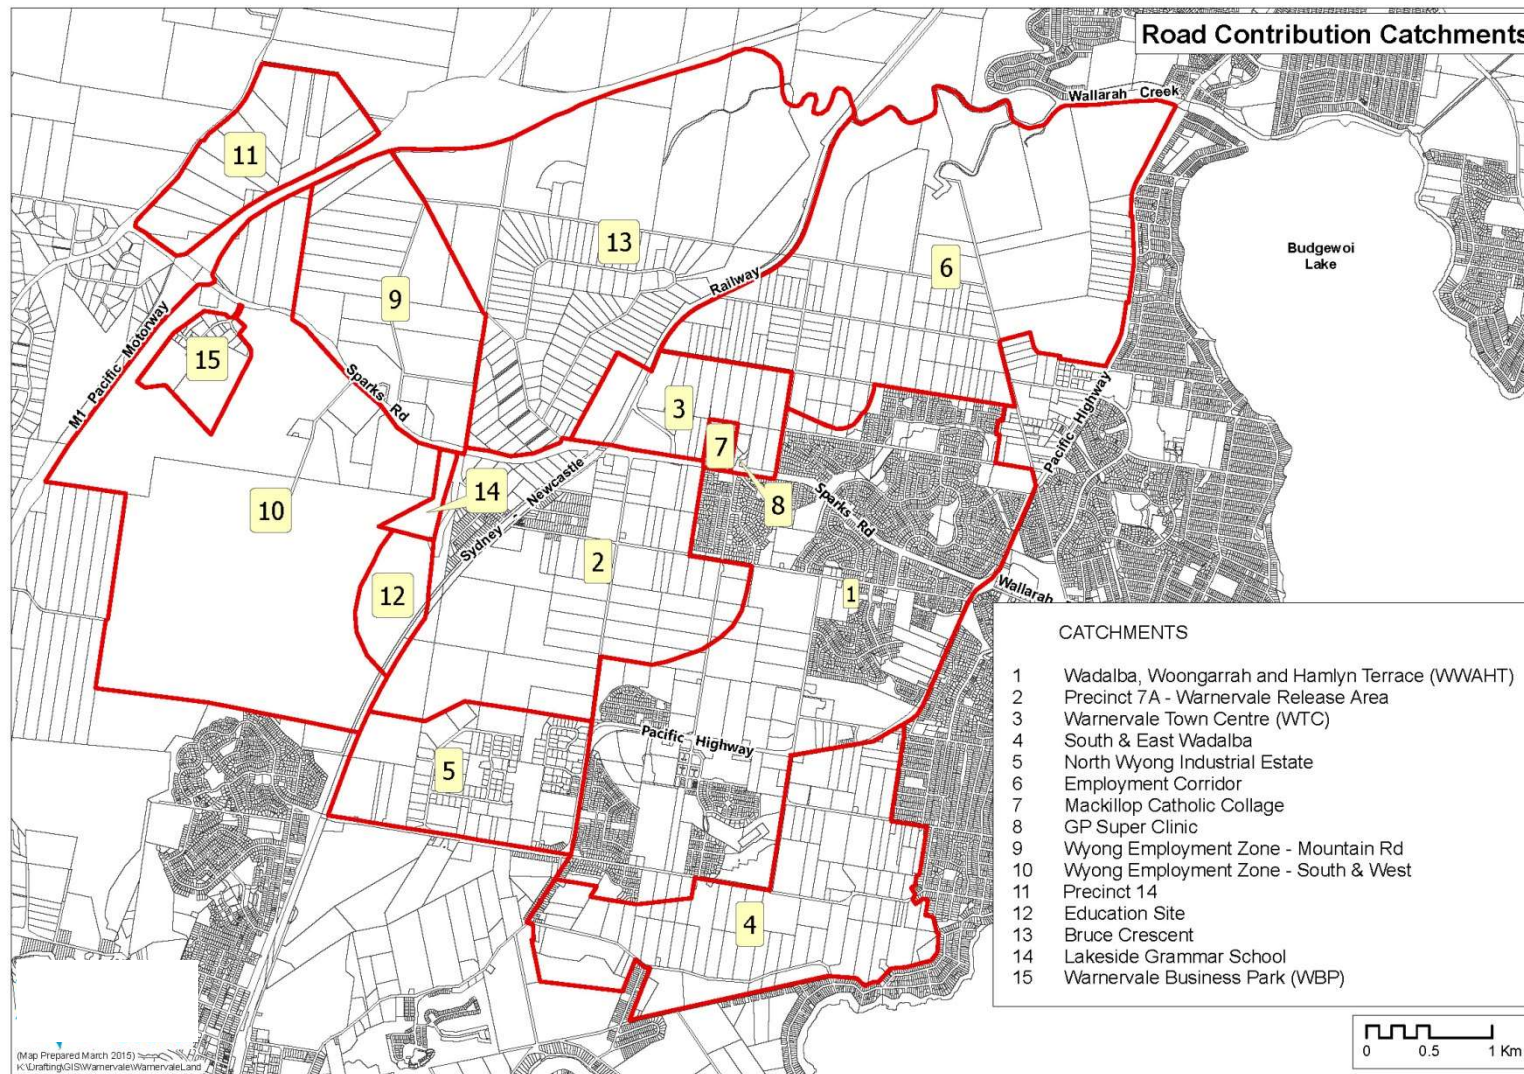 Road Contribution Catchments
Wallarah Creek
11
13
Budgewoi
Lake
6
Railway
9
M1 Pacific Motorway
15
Sparks Rd
3
Pacific Highway
7
14
10
Sydney - Newcastle
8
Sparks Rd
2
12
1
Wallarah
Pacific Highway
5
4
CATCHMENTS
1 Wadalba, Woongarrah and Hamlyn Terrace (WWAHT)
2 Precinct 7A - Warnervale Release Area
3 Warnervale Town Centre (WTC)
4 South & East Wadalba
5 North Wyong Industrial Estate
6 Employment Corridor
7 Mackillop Catholic Collage
8 GP Super Clinic
9 Wyong Employment Zone - Mountain Rd
10 Wyong Employment Zone - South & West
11 Precinct 14
12 Education Site
13 Bruce Crescent
14 Lakeside Grammar School
15 Warnervale Business Park (WBP)
0 0.5 1 Km
(Map Prepared March 2015)
K:\Drafting\GIS\Warnervale\WarnervaleLand